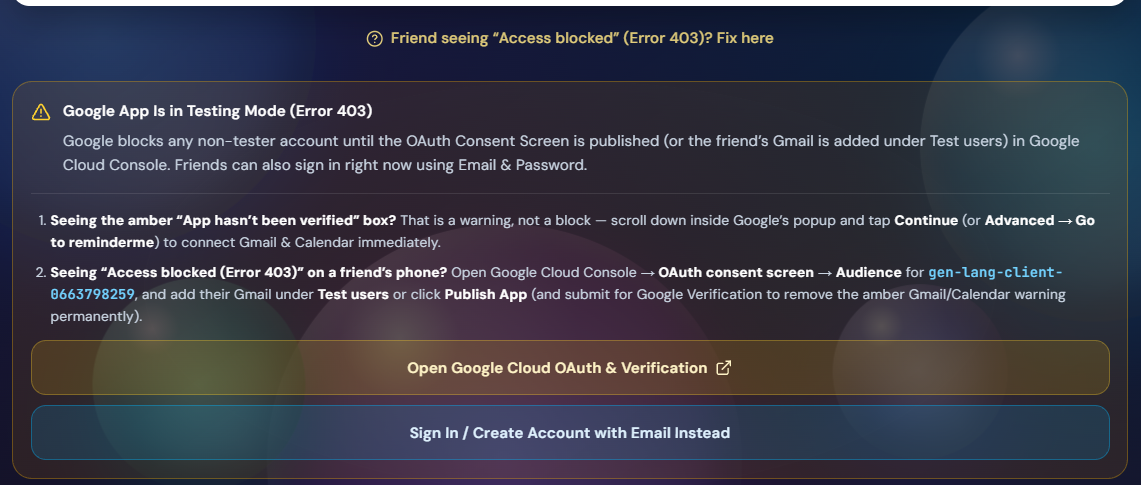 Friend seeing “Access blocked” (Error 403)? Fix here
Google App Is in Testing Mode (Error 403)
Google blocks any non-tester account until the OAuth Consent Screen is published (or the friend’s Gmail is added under Test users) in Google
Cloud Console. Friends can also sign in right now using Email & Password.
1. Seeing the amber “App hasn’t been verified” box? That is a warning, not a block — scroll down inside Google’s popup and tap Continue (or Advanced → Go
to reminderme) to connect Gmail & Calendar immediately.
2. Seeing “Access blocked (Error 403)” on a friend’s phone? Open Google Cloud Console → OAuth consent screen → Audience for gen-lang-client-
0663798259, and add their Gmail under Test users or click Publish App (and submit for Google Verification to remove the amber Gmail/Calendar warning
permanently).
Open Google Cloud OAuth & Verification
Sign In / Create Account with Email Instead